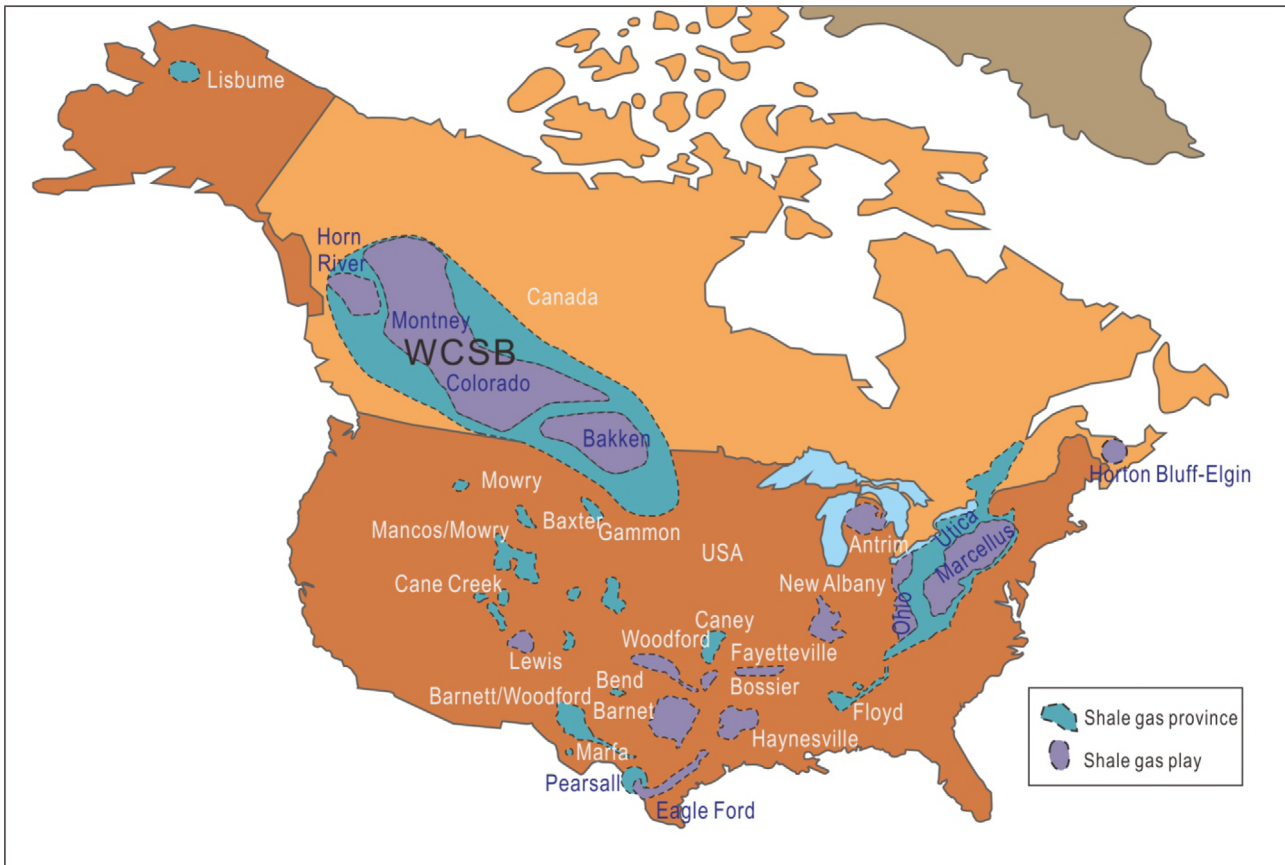 Lisbume
Horn
River
Canada
Montney
WCSB
Colorado
Bakken
Horton Bluff-Elgin
Mowry
Mancos/Mowry
Baxter
Gammon
USA
Antrim
Utica
Marcellus
Ohio
Cane Creek
New Albany
Caney
Woodford
Lewis
Fayetteville
Bend
Bossier
Barnett/Woodford
Barnet
Floyd
Haynesville
Marfa
Pearsall
Eagle Ford
Shale gas province
Shale gas play